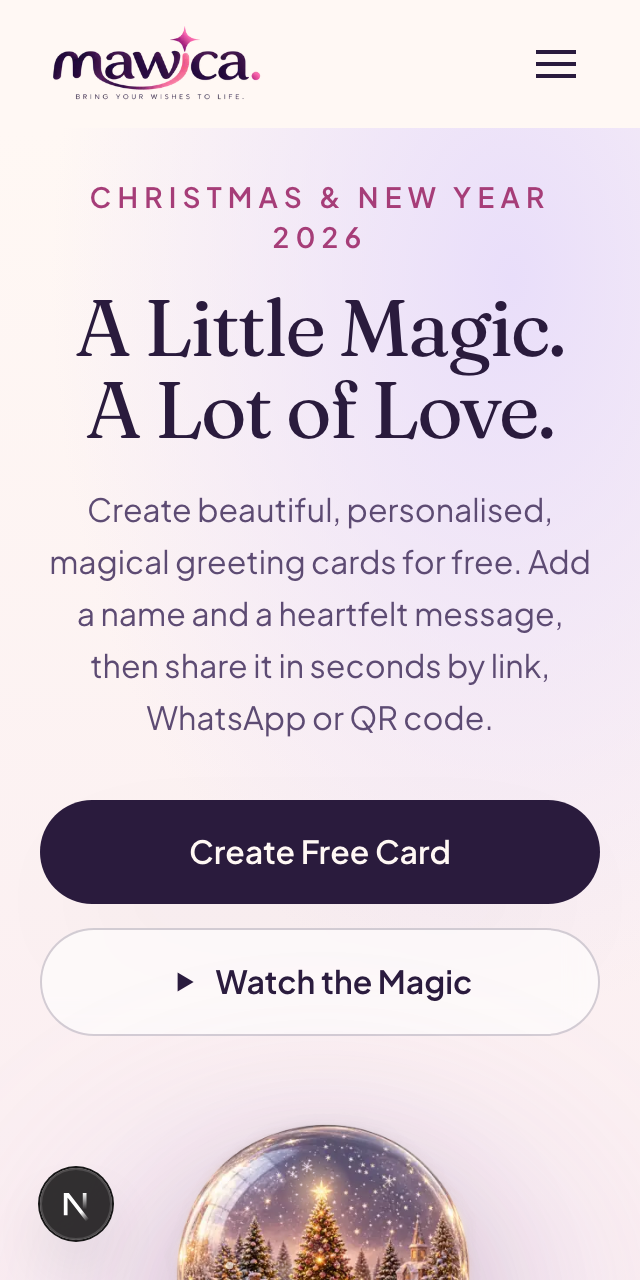 mawica.
BRING YOUR WISHES TO LIFE.
CHRISTMAS & NEW YEAR
2026
A Little Magic.
A Lot of Love.
Create beautiful, personalised,
magical greeting cards for free. Add
a name and a heartfelt message,
then share it in seconds by link,
WhatsApp or QR code.
Create Free Card
Watch the Magic
N